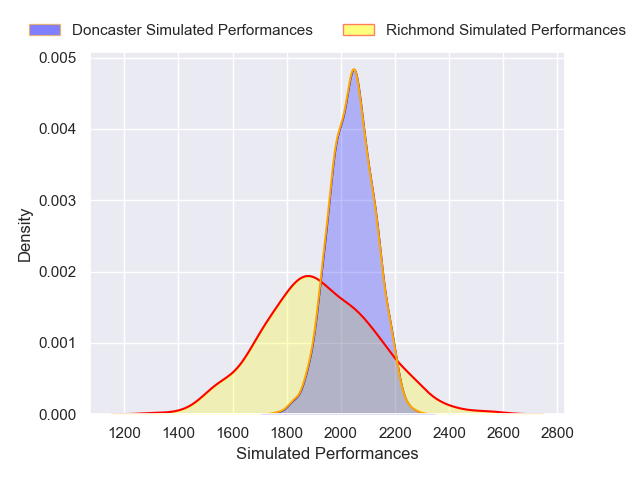 Doncaster Simulated Performances Richmond Simulated Performances
0.005
0.004
0.003
0.002
0.001
0.000
Density
1200 1400 1600 1800 2000 2200 2400 2600 2800
Simulated Performances